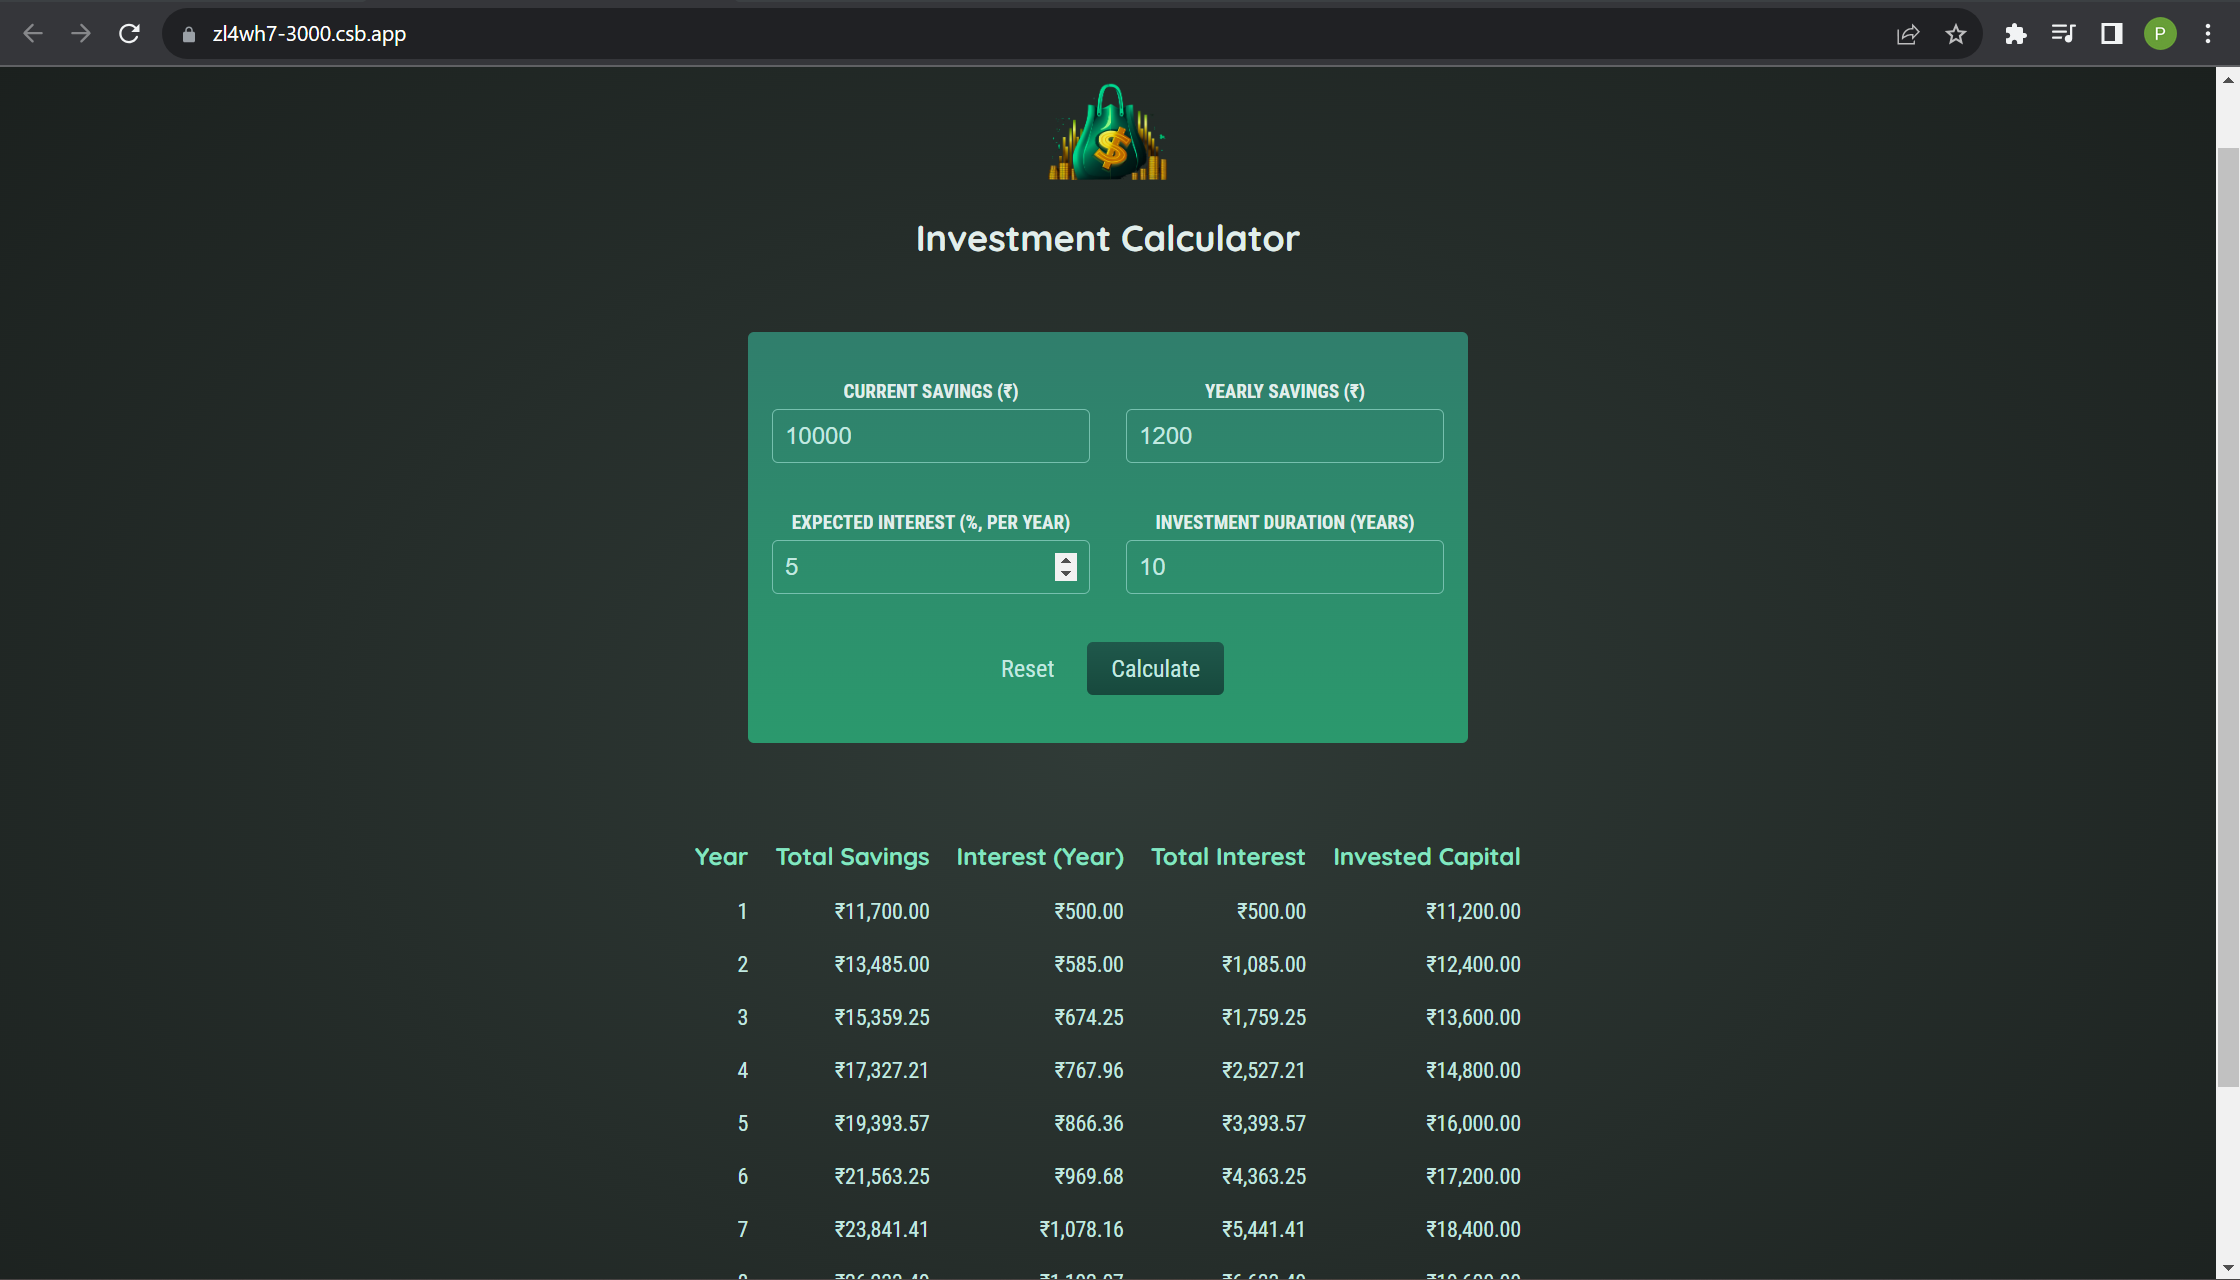 zl4wh7-3000.csb.app
P
$
Investment Calculator
CURRENT SAVINGS (₹) YEARLY SAVINGS (₹)
10000 1200
EXPECTED INTEREST (%, PER YEAR) INVESTMENT DURATION (YEARS)
5 10
Reset Calculate
Year Total Savings Interest (Year) Total Interest Invested Capital
1 ₹11,700.00 ₹500.00 ₹500.00 ₹11,200.00
2 ₹13,485.00 ₹585.00 ₹1,085.00 ₹12,400.00
3 ₹15,359.25 ₹674.25 ₹1,759.25 ₹13,600.00
4 ₹17,327.21 ₹767.96 ₹2,527.21 ₹14,800.00
5 ₹19,393.57 ₹866.36 ₹3,393.57 ₹16,000.00
6 ₹21,563.25 ₹969.68 ₹4,363.25 ₹17,200.00
7 ₹23,841.41 ₹1,078.16 ₹5,441.41 ₹18,400.00